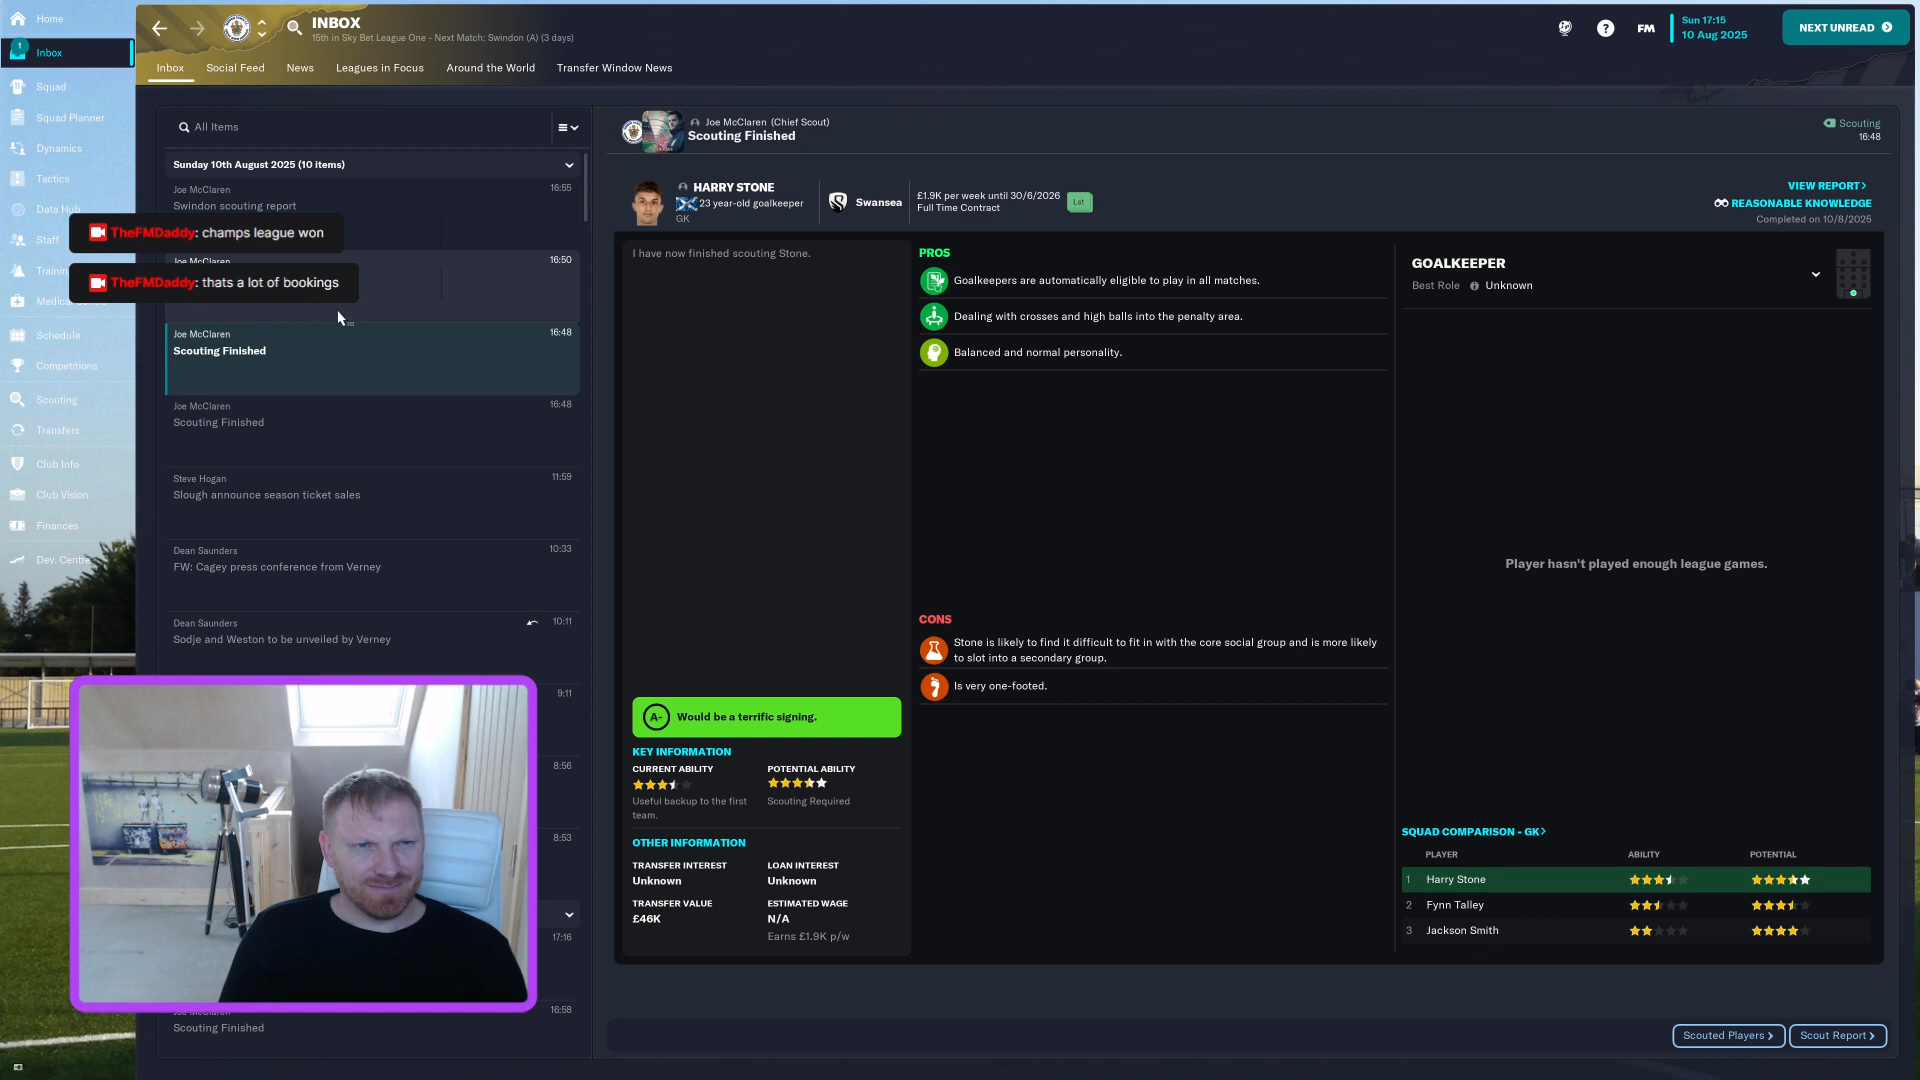 Home
1
Inbox
Squad
Squad Planner
Dynamics
Tactics
Data Hub
Staff
Schedule
Competitions
Scouting
Transfers
Club Info
Club Vision
Finances
Dev. Centre
INBOX
15th in Sky Bet League One - Next Match: Swindon (A) (3 days)
FM
Sun 17:15
10 Aug 2025
NEXT UNREAD
Inbox
Social Feed
News
Leagues in Focus
Around the World
Transfer Window News
All Items
Sunday 10th August 2025 (10 items)
Joe McClaren
16:55
Swindon scouting report
TheFMDaddy: champs league won
Joe McClaren
16:50
TheFMDaddy: thats a lot of bookings
Joe McClaren
16:48
Scouting Finished
Joe McClaren
16:48
Scouting Finished
Steve Hogan
11:59
Slough announce season ticket sales
Dean Saunders
10:33
FW: Cagey press conference from Verney
Dean Saunders
10:11
Sodje and Weston to be unveiled by Verney
9:11
8:56
8:53
17:16
16:58
Scouting Finished
Joe McClaren (Chief Scout)
Scouting Finished
Scouting
16:48
HARRY STONE
23 year-old goalkeeper
GK
Swansea
£1.9K per week until 30/6/2026
Full Time Contract
Lst
VIEW REPORT
REASONABLE KNOWLEDGE
Completed on 10/8/2025
I have now finished scouting Stone.
A-
Would be a terrific signing.
KEY INFORMATION
CURRENT ABILITY
POTENTIAL ABILITY
Useful backup to the first
team.
Scouting Required
OTHER INFORMATION
TRANSFER INTEREST
LOAN INTEREST
Unknown
Unknown
TRANSFER VALUE
ESTIMATED WAGE
£46K
N/A
Earns £1.9K p/w
PROS
Goalkeepers are automatically eligible to play in all matches.
Dealing with crosses and high balls into the penalty area.
Balanced and normal personality.
CONS
Stone is likely to find it difficult to fit in with the core social group and is more likely
to slot into a secondary group.
Is very one-footed.
GOALKEEPER
Best Role
Unknown
Player hasn't played enough league games.
SQUAD COMPARISON - GK
PLAYER
ABILITY
POTENTIAL
1 Harry Stone
2 Fynn Talley
3 Jackson Smith
Scouted Players
Scout Report